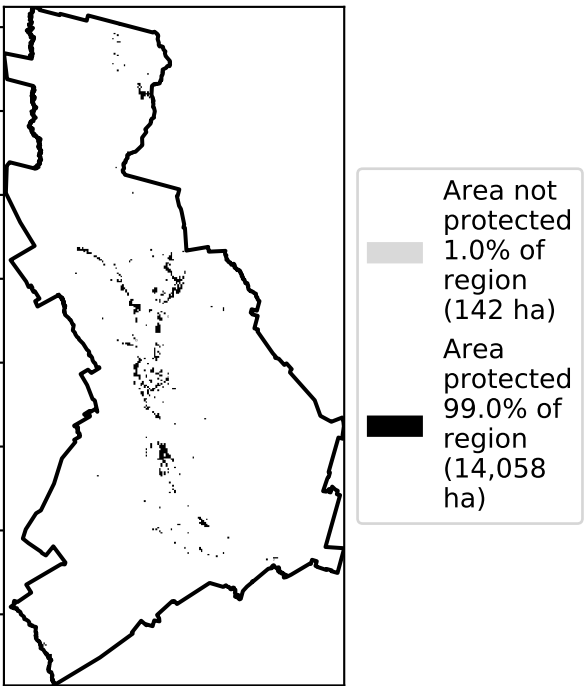 Area not
protected
1.0% of
region
(142 ha)
Area
protected
99.0% of
region
(14,058
ha)